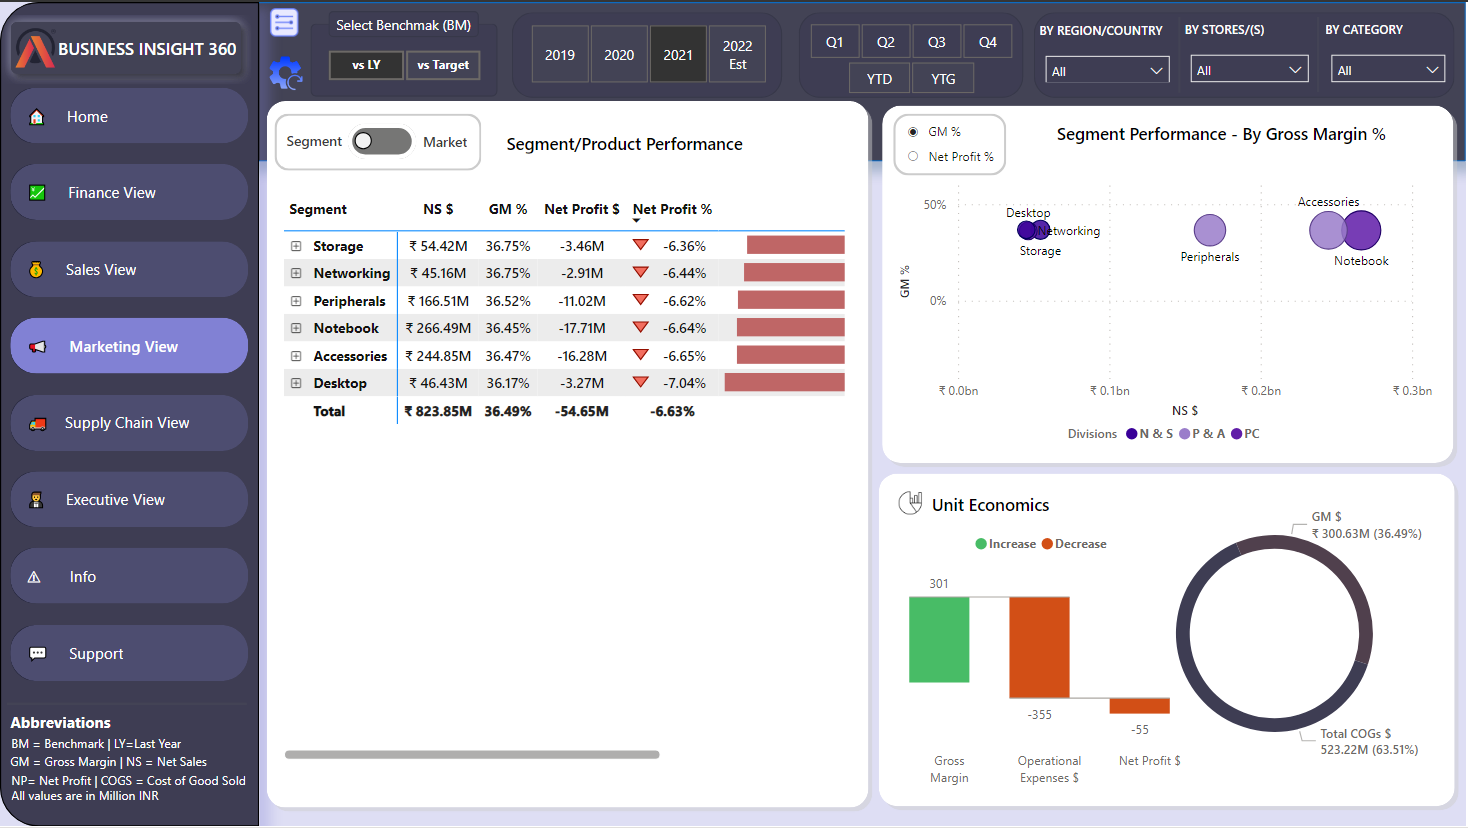 BUSINESS INSIGHT 360
Home
Finance View
Sales View
Marketing View
Supply Chain View
Executive View
Info
Support
Abbreviations
BM = Benchmark | LY=Last Year
GM = Gross Margin | NS = Net Sales
NP= Net Profit | COGS = Cost of Good Sold
All values are in Million INR
Select Benchmak (BM)
vs LY vs Target
2019 2020 2021 2022 Est
Q1 Q2 Q3 Q4
YTD YTG
BY REGION/COUNTRY BY STORES/(S) BY CATEGORY
All All All
Segment Market
Segment/Product Performance
Segment NS $ GM % Net Profit $ Net Profit %
Storage ₹ 54.42M 36.75% -3.46M -6.36%
Networking ₹ 45.16M 36.75% -2.91M -6.44%
Peripherals ₹ 166.51M 36.52% -11.02M -6.62%
Notebook ₹ 266.49M 36.45% -17.71M -6.64%
Accessories ₹ 244.85M 36.47% -16.28M -6.65%
Desktop ₹ 46.43M 36.17% -3.27M -7.04%
Total ₹ 823.85M 36.49% -54.65M -6.63%
GM %
Net Profit %
Segment Performance - By Gross Margin %
50%
0%
GM %
Desktop
Networking
Storage
Peripherals
Accessories
Notebook
₹ 0.0bn ₹ 0.1bn ₹ 0.2bn ₹ 0.3bn
NS $
Divisions N & S P & A PC
Unit Economics
Increase Decrease
301
-355
-55
Gross Margin
Operational Expenses $
Net Profit $
GM $
₹ 300.63M (36.49%)
Total COGs $
523.22M (63.51%)